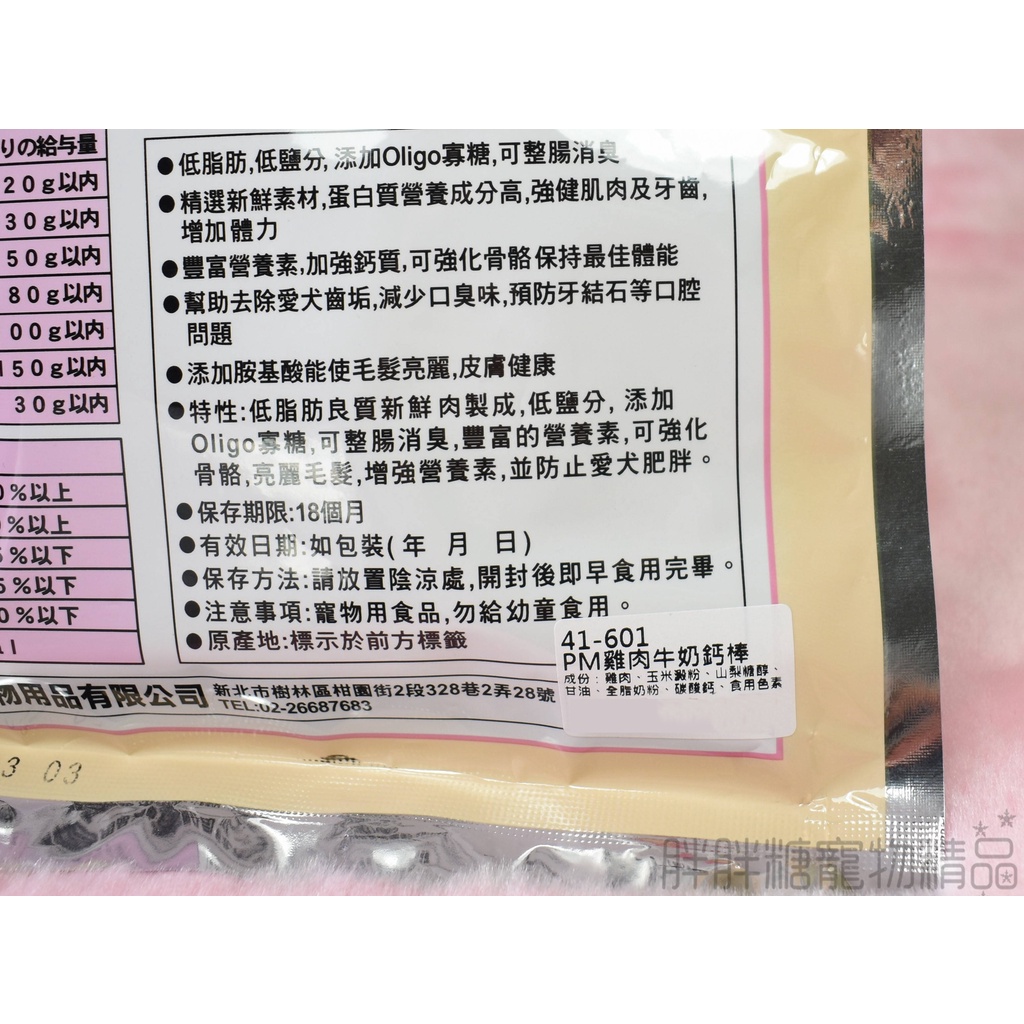 りの給与量
20g以内
30g以内
50g以内
80g以内
00g以内
150g以内
30g以内
0%以上
%以上
%以下
%以下
0%以下
●低脂肪,低鹽分,添加Oligo寡糖,可整腸消臭
●精選新鮮素材,蛋白質營養成分高,強健肌肉及牙齒,
增加體力
●豐富營養素,加強鈣質,可強化骨骼保持最佳體能
●幫助去除愛犬齒垢,減少口臭味,預防牙結石等口腔
問題
●添加胺基酸能使毛髮亮麗,皮膚健康
●特性:低脂肪良質新鮮肉製成,低鹽分,添加
Oligo寡糖,可整腸消臭,豐富的營養素,可強化
骨骼,亮麗毛髮,增強營養素,並防止愛犬肥胖。
●保存期限:18個月
●有效日期:如包裝(年 月 日)
●保存方法:請放置陰涼處,開封後即早食用完畢。
●注意事項:寵物用食品,勿給幼童食用。
●原產地:標示於前方標籤
物用品有限公司 新北市樹林區柑園街2段328巷2弄28號
TEL:02-26687683
41-601
PM雞肉牛奶鈣棒
成份:雞肉、玉米澱粉、山梨糖醇、
甘油、全脂奶粉、碳酸鈣、食用色素
3 03
胖胖糖寵物精品